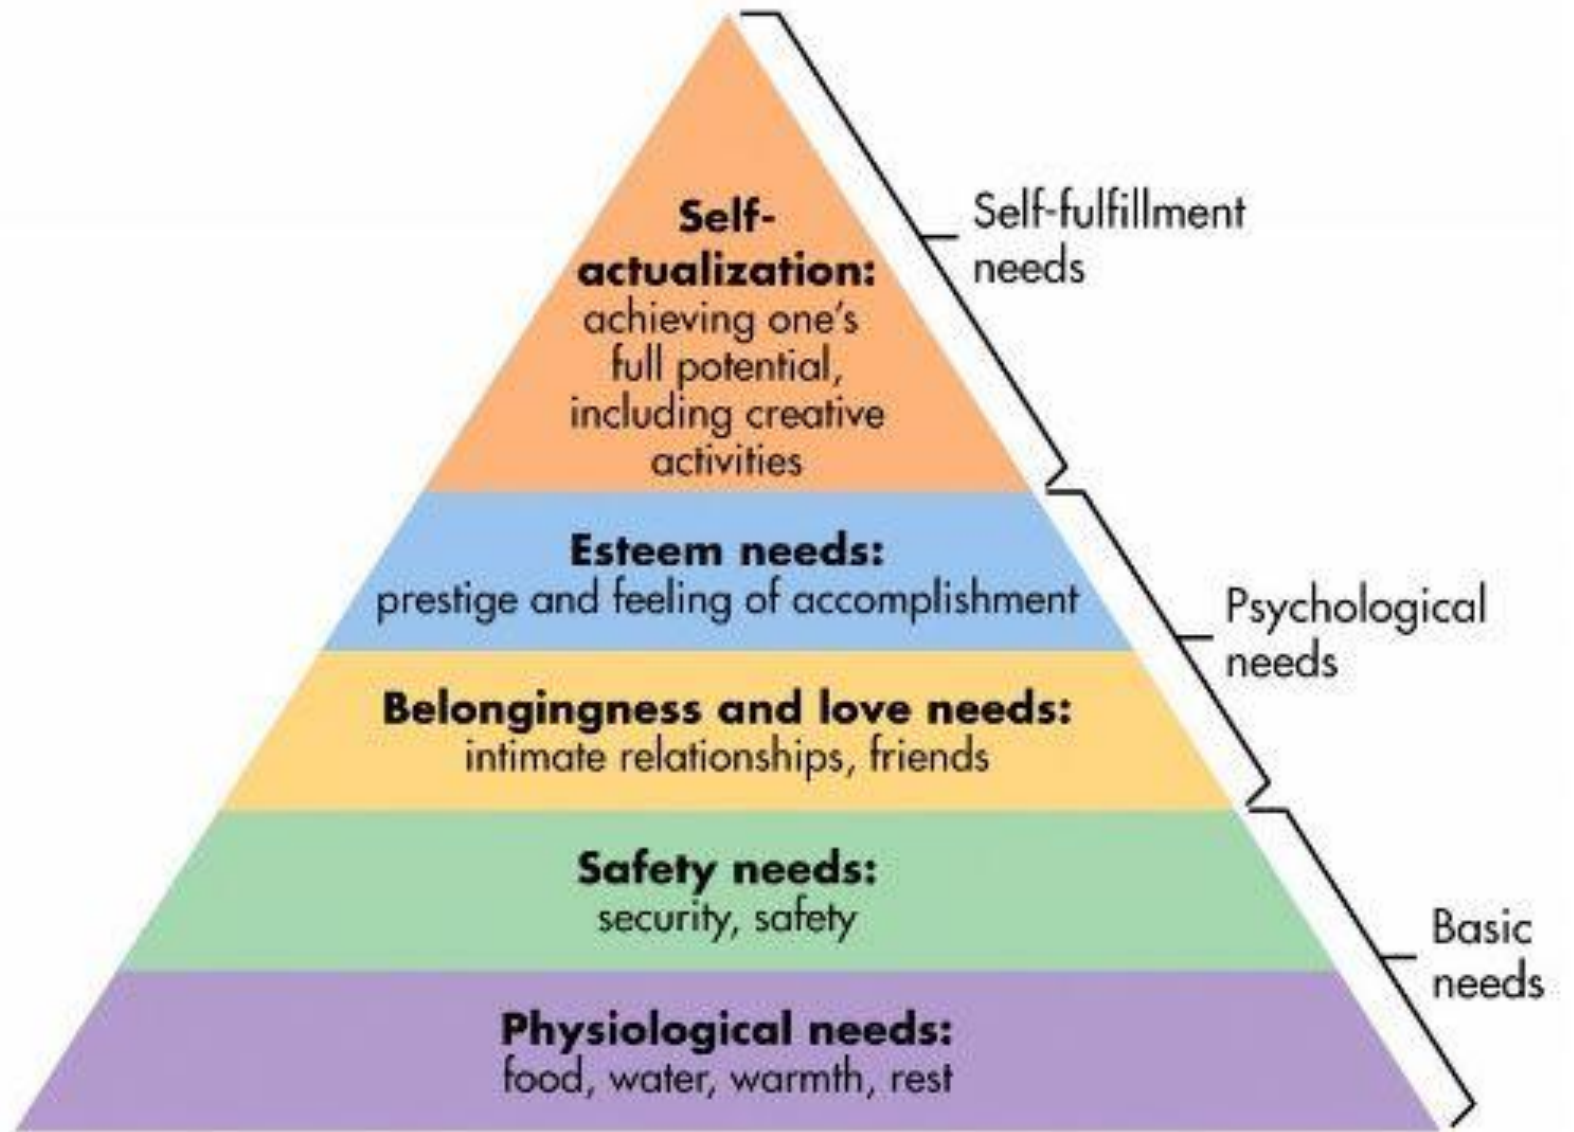 Self-
actualization:
achieving one's
full potential,
including creative
activities
Self-fulfillment
needs
Esteem needs:
prestige and feeling of accomplishment
Psychological
needs
Belongingness and love needs:
intimate relationships, friends
Safety needs:
security, safety
Basic
needs
Physiological needs:
food, water, warmth, rest